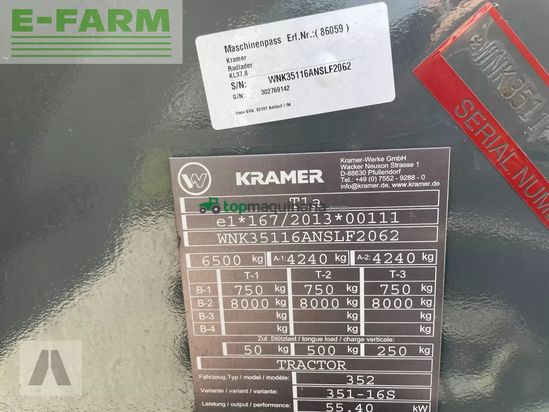 E-FARM
Maschinenpass Erf.Nr.:( 86059 )
Kramer
Radlader
KL37.8
S/N: WNK35116ANSLF2062
G/N: 302769142
WNK3511
SERIAL NUM
topmaquinaria.com
W KRAMER
Kramer-Werke GmbH
Wacker Neuson Strasse 1
D-88630 Pfullendorf
Tel.: +49 (0) 7552 - 9288 - 0
info@kramer.de, www.kramer.de
T1a
e1*167/2013*00111
WNK35116ANSLF2062
6500 kg A-1: 4240 kg A-2: 4240 kg
T-1 T-2 T-3
B-1 750 kg 750 kg 750 kg
B-2 8000 kg 8000 kg 8000 kg
B-3 kg kg kg
B-4 kg kg kg
Zul. Stützlast / tongue load / charge verticale:
50 kg 500 kg 250 kg
TRACTOR
Fahrzeug, Typ / model / modèle: 352
Variante / variant / variante: 351-16S
Leistung / output / performance: 55.40 kW